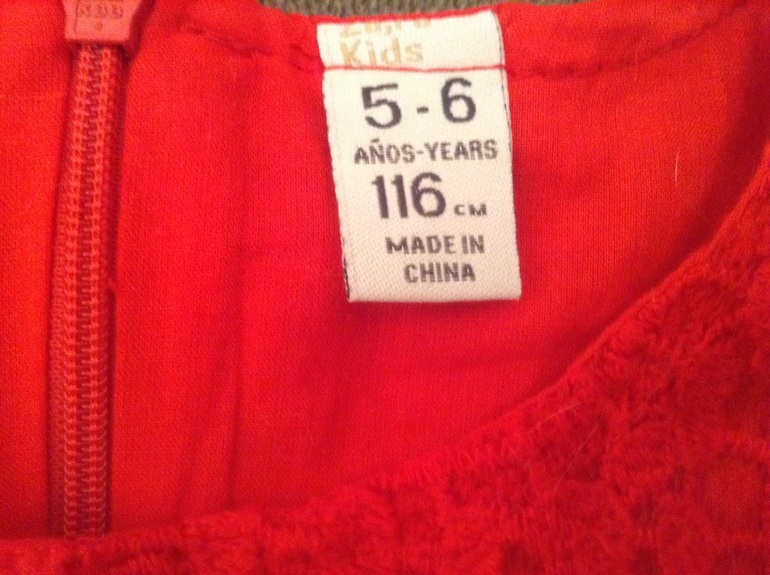 Kids
5-6
AÑOS-YEARS
116 CM
MADE IN
CHINA